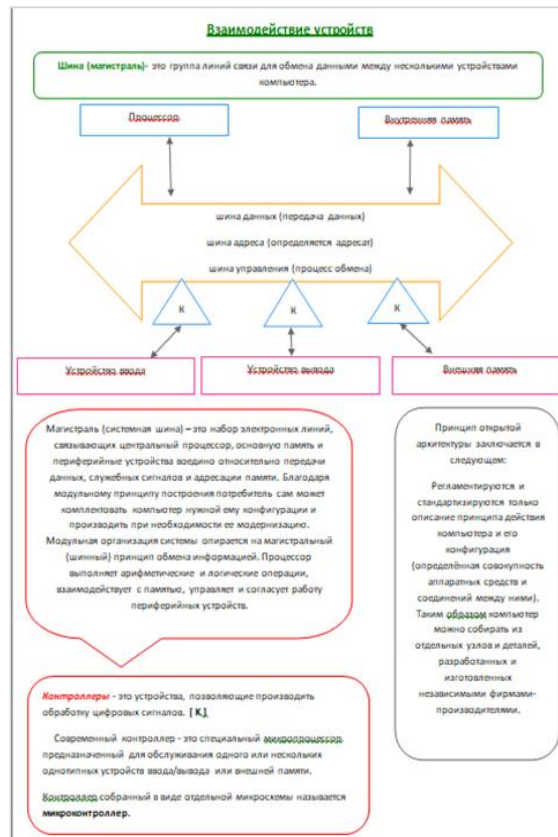 Взаимодействие устройств
Шина (магистраль)- это группа линий связи для обмена данными между несколькими устройствами
компьютера.
Процессор
Внутренняя память
шина данных (передача данных)
шина адреса (определяется адресат)
шина управления (процесс обмена)
К
К
К
Устройство ввода
Устройство вывода
Внешняя память
Магистраль (системная шина) – это набор электронных линий,
связывающих центральный процессор, основную память и
периферийные устройства воедино относительно передачи
данных, служебных сигналов и адресации памяти. Благодаря
модульному принципу построения потребитель сам может
комплектовать компьютер нужной ему конфигурации и
производить при необходимости ее модернизацию.
Модульная организация системы опирается на магистральный
(шинный) принцип обмена информацией. Процессор
выполняет арифметические и логические операции,
взаимодействует с памятью, управляет и согласует работу
периферийных устройств.
Принцип открытой
архитектуры заключается в
следующем:
Регламентируются и
стандартизируются только
описание принципа действия
компьютера и его
конфигурация
(определённая совокупность
аппаратных средств и
соединений между ними).
Таким образом компьютер
можно собирать из
отдельных узлов и деталей,
разработанных и
изготовленных
независимыми фирмами-
производителями.
Контроллеры - это устройства, позволяющие производить
обработку цифровых сигналов. [ К ]
Современный контроллер - это специальный микропроцессор,
предназначенный для обслуживания одного или нескольких
однотипных устройств ввода/вывода или внешней памяти.
Контроллер собранный в виде отдельной микросхемы называется
микроконтроллер.